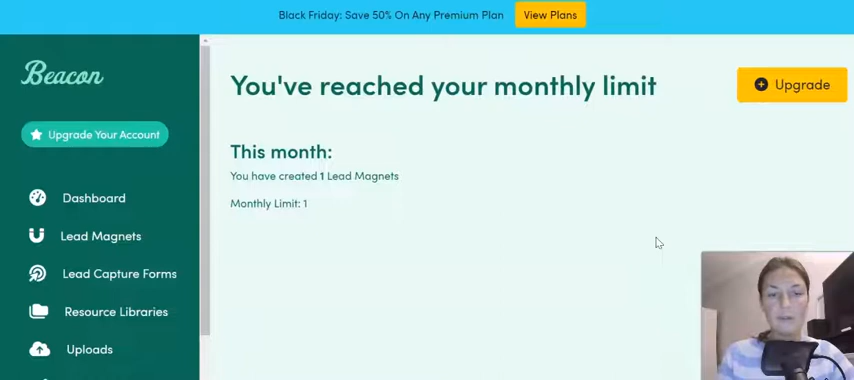 Black Friday: Save 50% On Any Premium Plan
View Plans
Beacon
Upgrade Your Account
Dashboard
Lead Magnets
Lead Capture Forms
Resource Libraries
Uploads
You've reached your monthly limit
Upgrade
This month:
You have created 1 Lead Magnets
Monthly Limit: 1